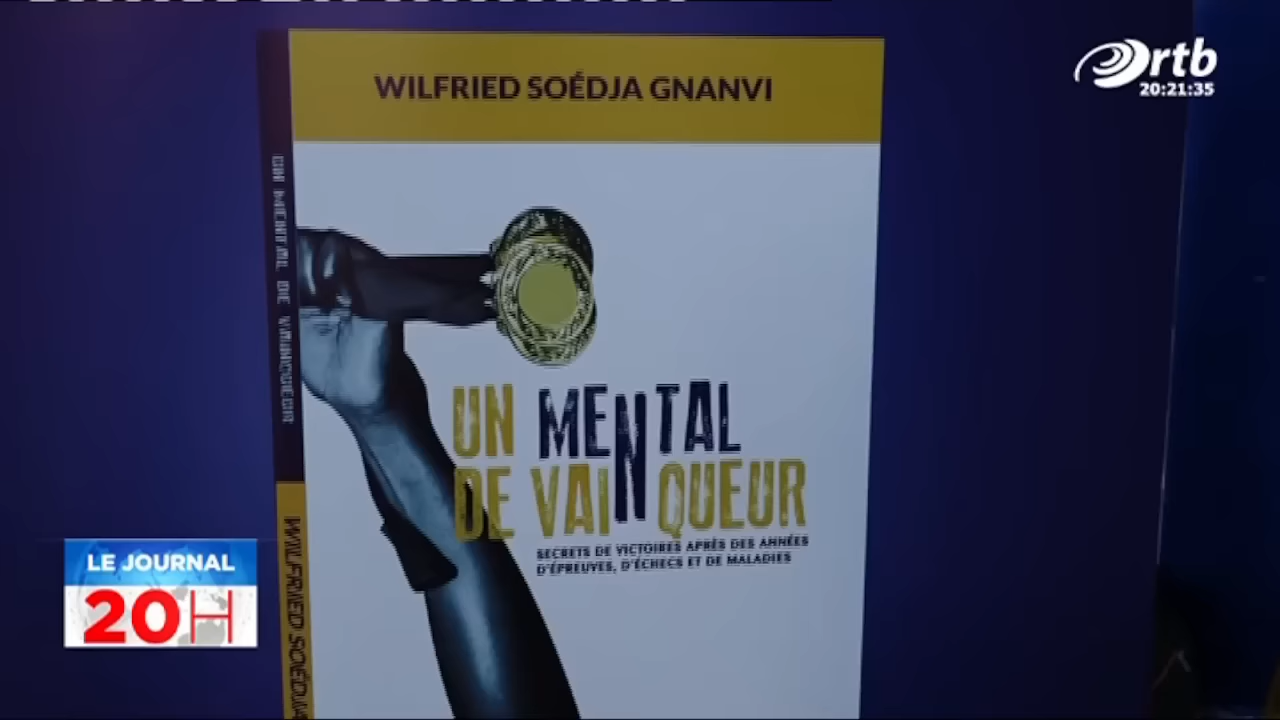 WILFRIED SOÉDJA GNANVI
rtb
20:21:35
UN MENTAL DE VAINQUEUR
UN MENTAL
DE VAINQUEUR
SECRETS DE VICTOIRES APRÈS DES ANNÉES
D'ÉPREUVES, D'ÉCHECS ET DE MALADIES
LE JOURNAL
20H
WILFRIED SOÉDJA